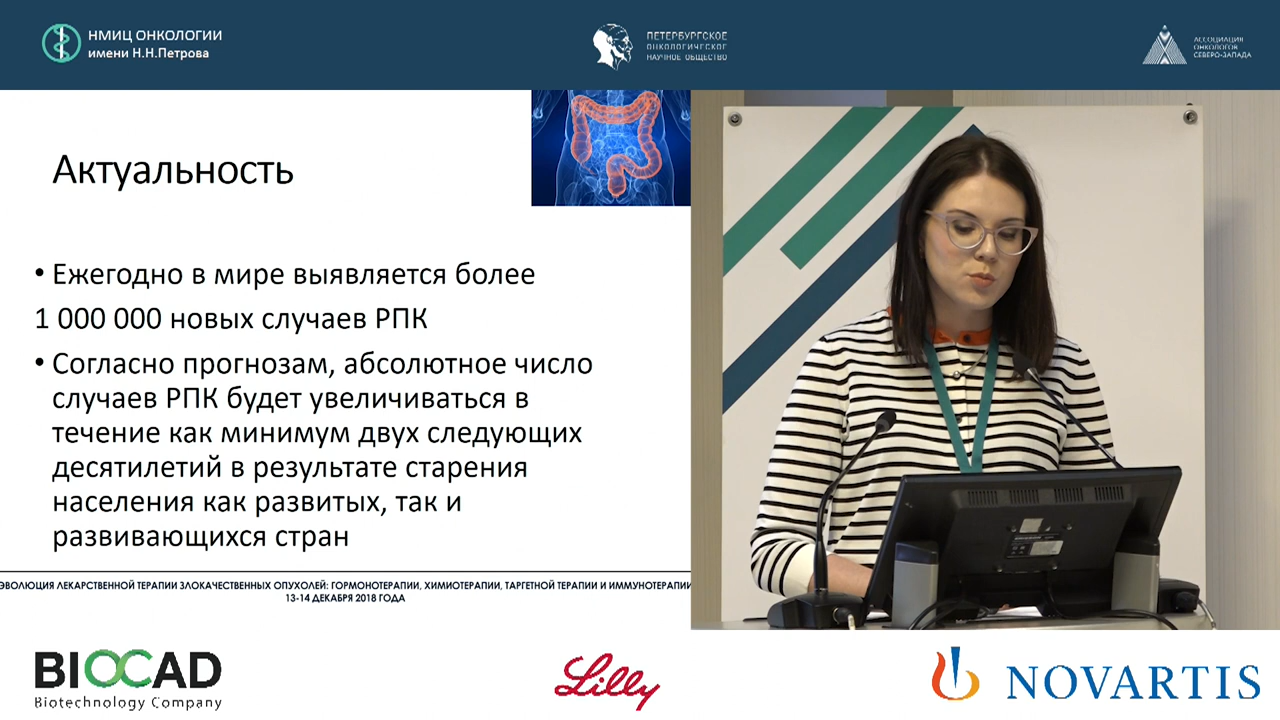 НМИЦ ОНКОЛОГИИ
имени Н.Н.Петрова
ПЕТЕРБУРГСКОЕ
ОНКОЛОГИЧЕСКОЕ
НАУЧНОЕ ОБЩЕСТВО
АССОЦИАЦИЯ
ОНКОЛОГОВ
СЕВЕРО-ЗАПАДА
Актуальность
• Ежегодно в мире выявляется более
1 000 000 новых случаев РПК
• Согласно прогнозам, абсолютное число
случаев РПК будет увеличиваться в
течение как минимум двух следующих
десятилетий в результате старения
населения как развитых, так и
развивающихся стран
ЭВОЛЮЦИЯ ЛЕКАРСТВЕННОЙ ТЕРАПИИ ЗЛОКАЧЕСТВЕННЫХ ОПУХОЛЕЙ: ГОРМОНОТЕРАПИИ, ХИМИОТЕРАПИИ, ТАРГЕТНОЙ ТЕРАПИИ И ИММУНОТЕРАПИИ
13-14 ДЕКАБРЯ 2018 ГОДА
BIOCAD
Biotechnology Company
Lilly
NOVARTIS